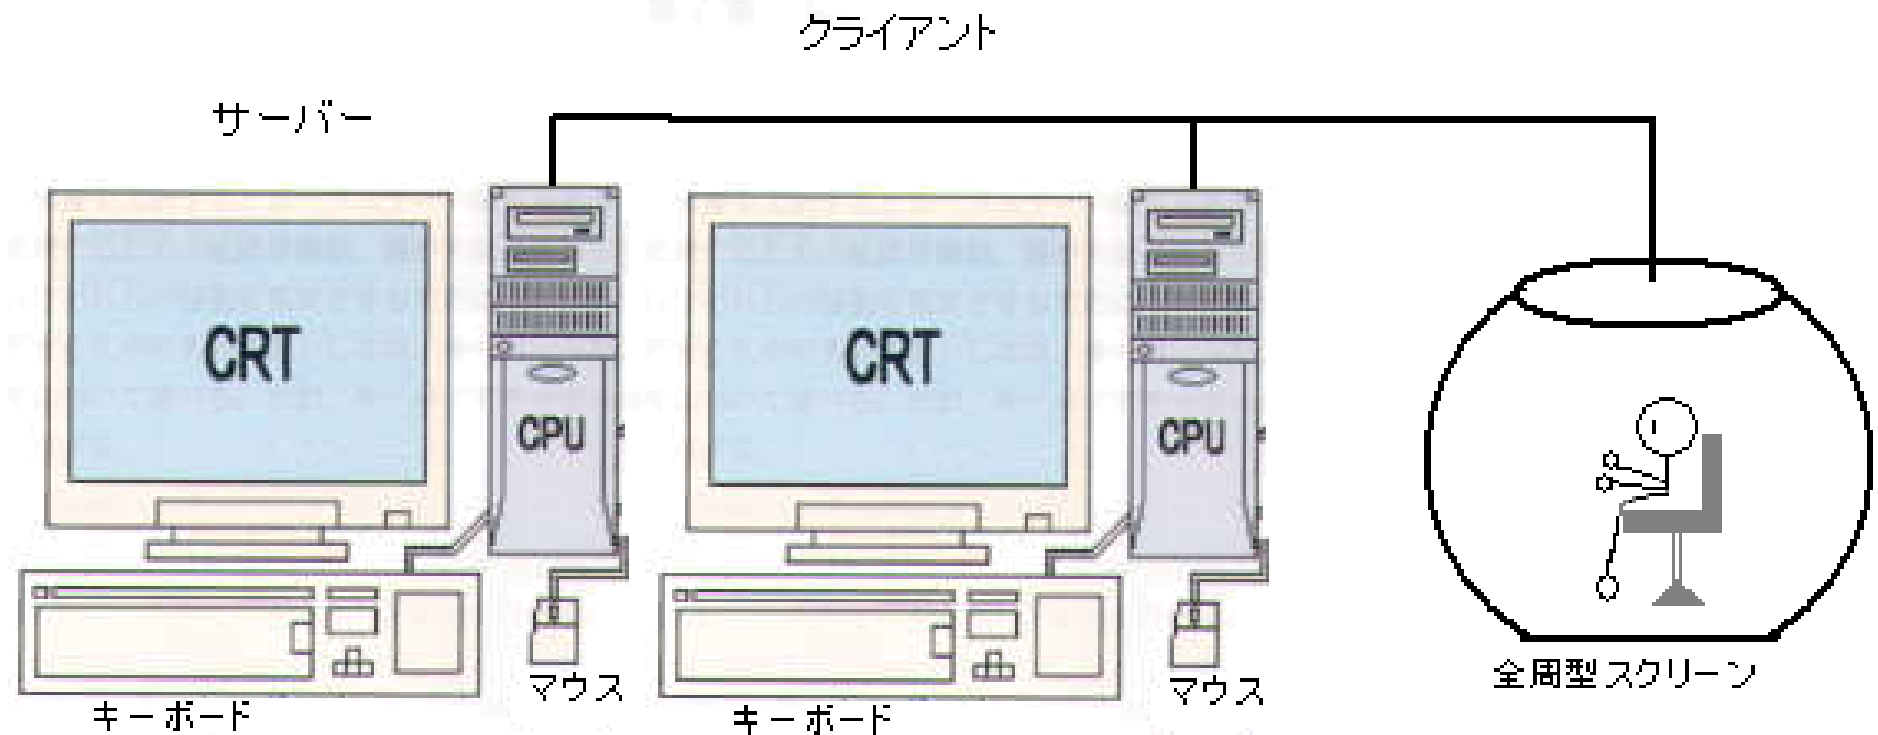 クライアント
サーバー
CRT
CPU
CRT
CPU
マウス
マウス
全周型スクリーン
キーボード
キーボード